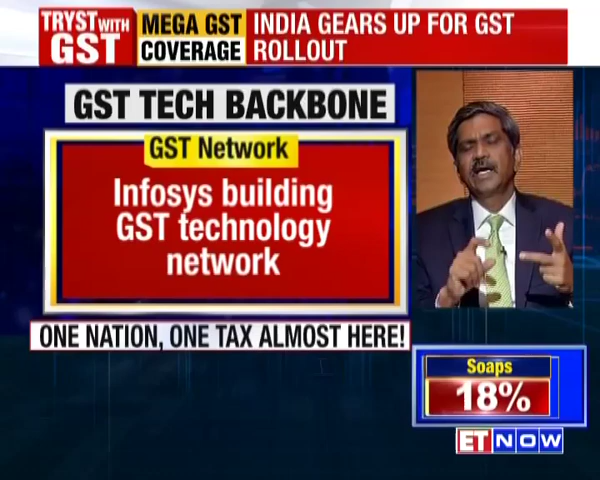 TRYST WITH
GST
MEGA GST
COVERAGE
INDIA GEARS UP FOR GST
ROLLOUT
GST TECH BACKBONE
GST Network
Infosys building
GST technology
network
ONE NATION, ONE TAX ALMOST HERE!
Soaps
18%
ET NOW